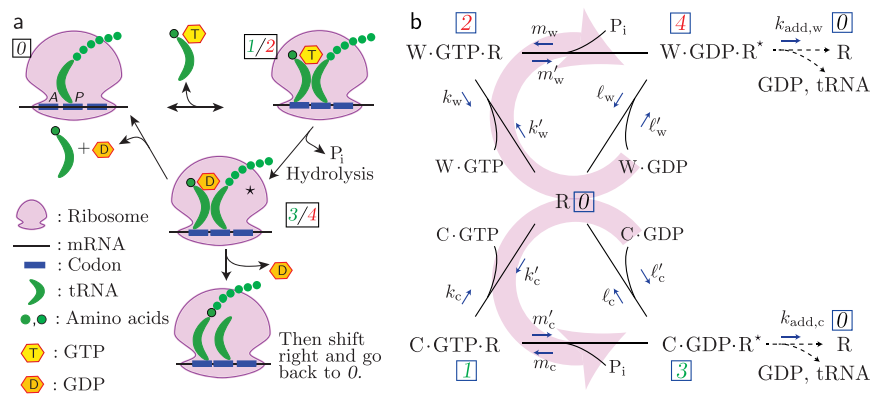 a
0
T
1/2
T
A P
+ D
P_i
Hydrolysis
D
★
3/4
: Ribosome
: mRNA
: Codon
: tRNA
, : Amino acids
T : GTP
D : GDP
D
Then shift
right and go
back to 0.
b
2
m_w
P_i
4
0
k_add,w
W·GTP·R
W·GDP·R*
R
m′_w
GDP, tRNA
k_w
k′_w
ℓ_w
ℓ′_w
W·GTP
W·GDP
R 0
C·GTP
C·GDP
k_c
k′_c
ℓ_c
ℓ′_c
m′_c
k_add,c
0
C·GTP·R
C·GDP·R*
R
m_c
P_i
1
3
GDP, tRNA